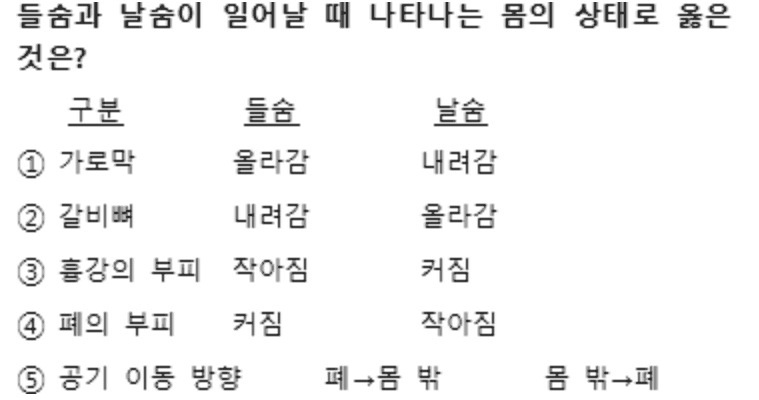 들숨과 날숨이 일어날 때 나타나는 몸의 상태로 옳은
것은?
구분 들숨 날숨
① 가로막 올라감 내려감
② 갈비뼈 내려감 올라감
③ 흉강의 부피 작아짐 커짐
④ 폐의 부피 커짐 작아짐
⑤ 공기 이동 방향 폐→몸 밖 몸 밖→폐